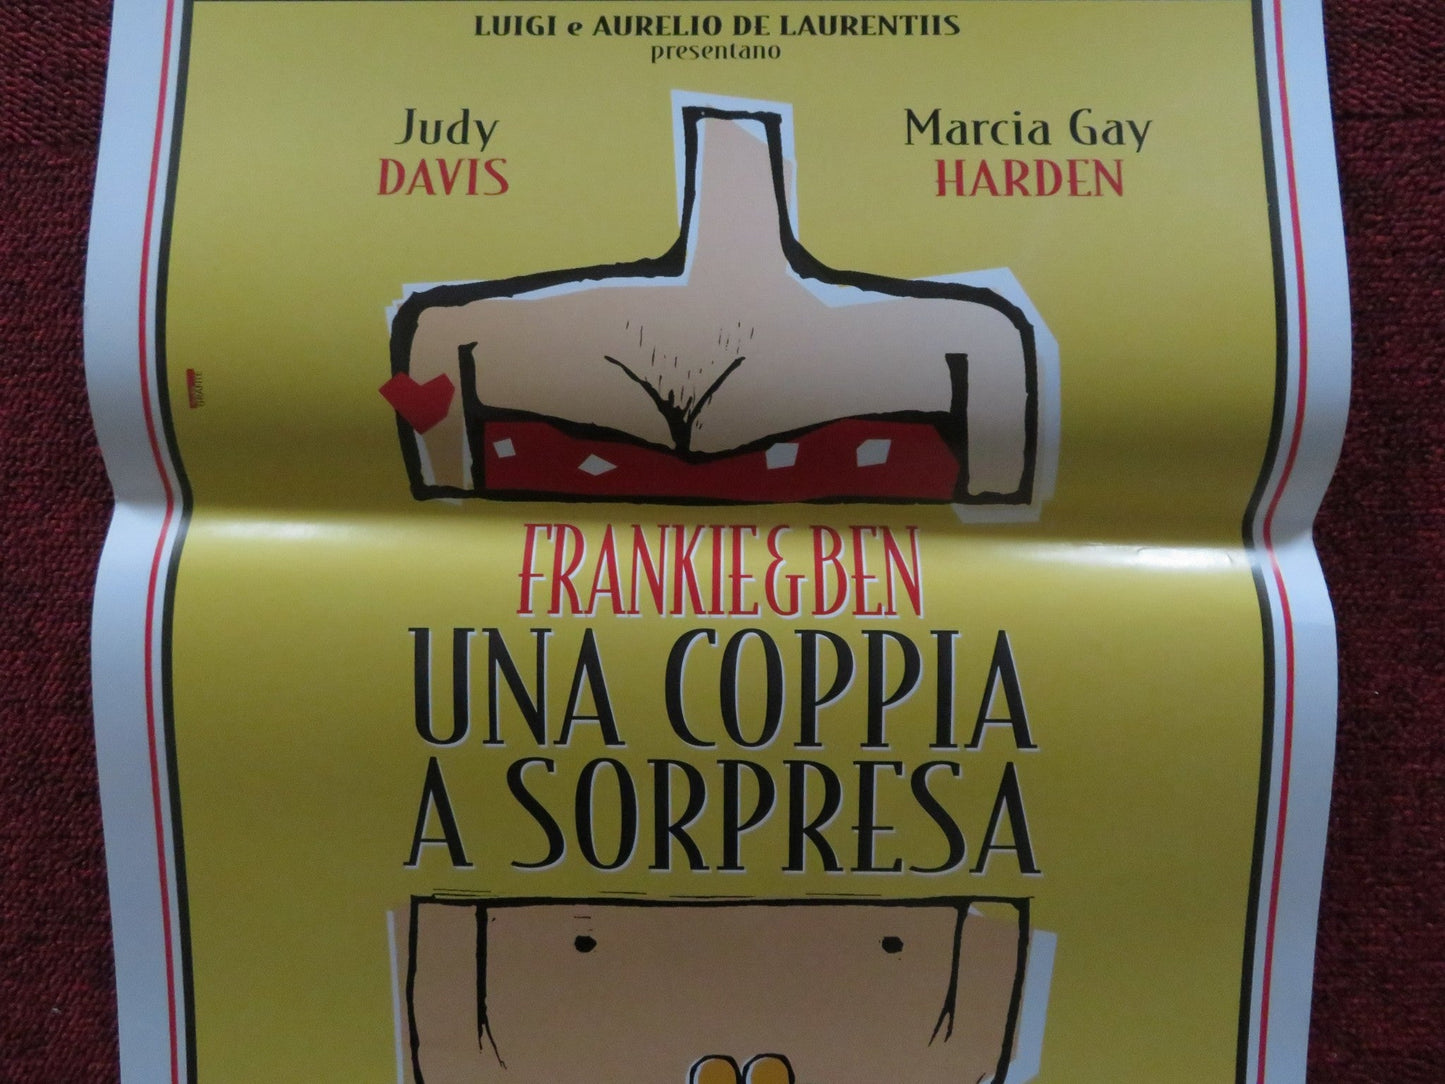 LUIGI e AURELIO DE LAURENTIIS
presentano
Judy
DAVIS
Marcia Gay
HARDEN
FRANKIE & BEN
UNA COPPIA
A SORPRESA